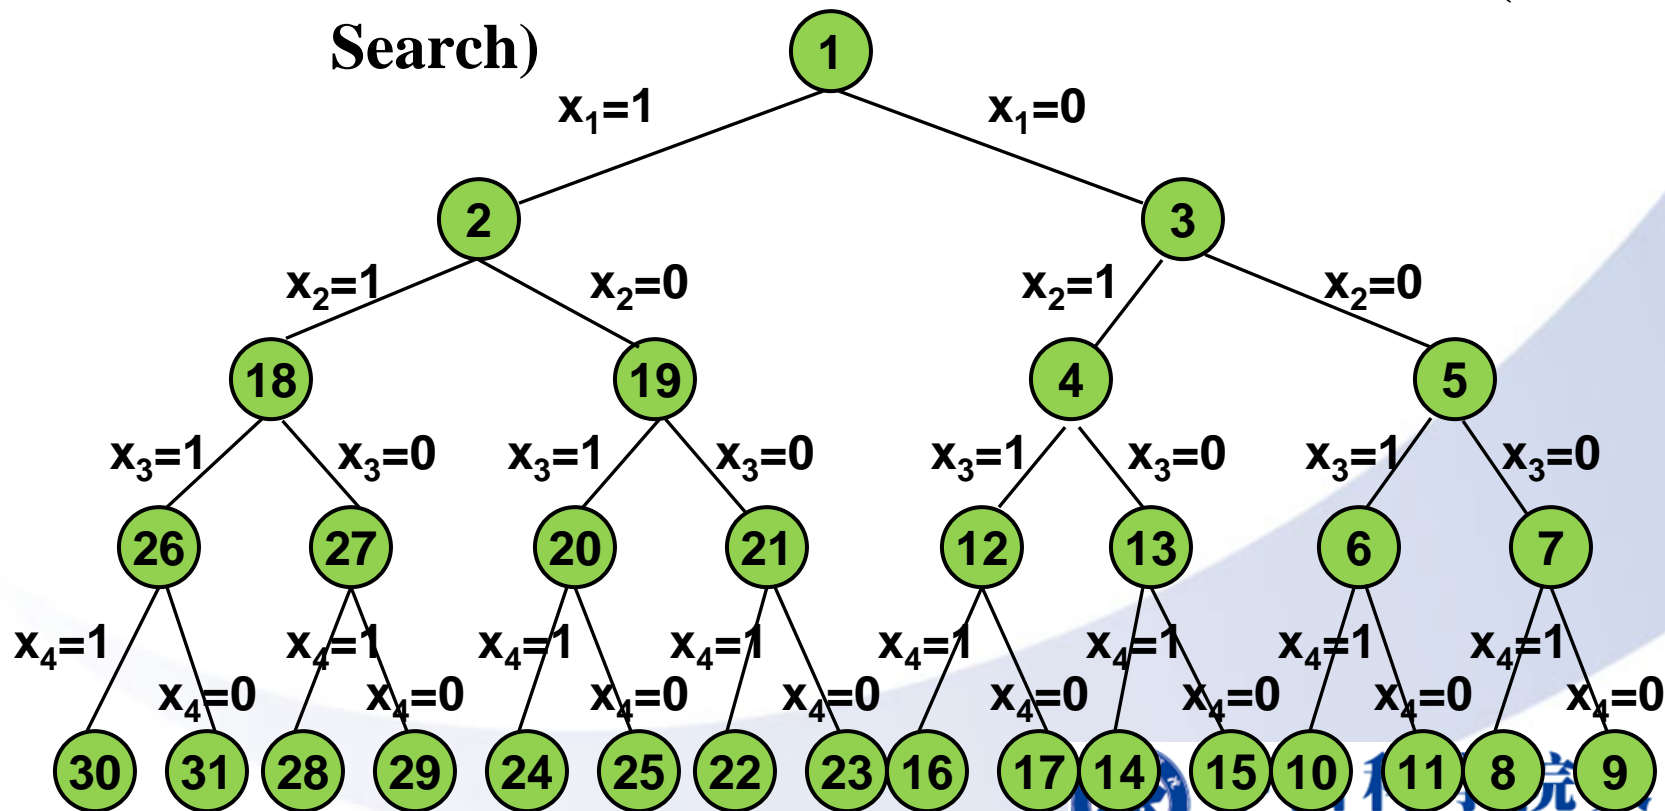 Search)
1
x₁=1 x₁=0
2 3
x₂=1 x₂=0 x₂=1 x₂=0
18 19 4 5
x₃=1 x₃=0 x₃=1 x₃=0 x₃=1 x₃=0 x₃=1 x₃=0
26 27 20 21 12 13 6 7
x₄=1 x₄=1 x₄=1 x₄=1 x₄=1 x₄=1 x₄=1 x₄=1
x₄=0 x₄=0 x₄=0 x₄=0 x₄=0 x₄=0 x₄=0 x₄=0
30 31 28 29 24 25 22 23 16 17 14 15 10 11 8 9